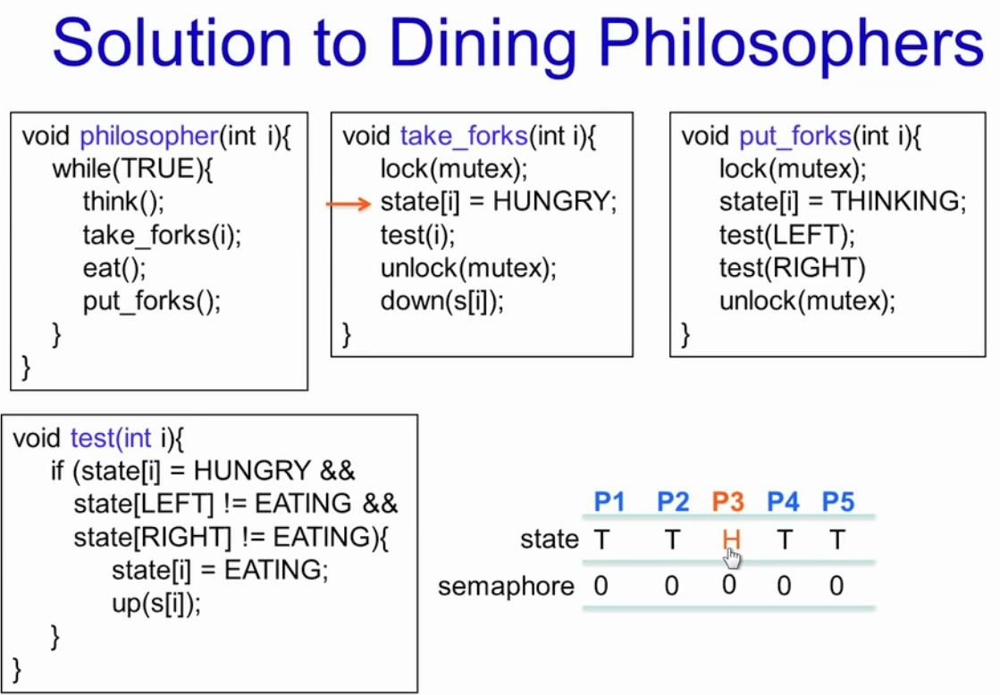 Solution to Dining Philosophers
void philosopher(int i){
while(TRUE){
think();
take_forks(i);
eat();
put_forks();
}
}
void take_forks(int i){
lock(mutex);
state[i] = HUNGRY;
test(i);
unlock(mutex);
down(s[i]);
}
void put_forks(int i){
lock(mutex);
state[i] = THINKING;
test(LEFT);
test(RIGHT)
unlock(mutex);
}
void test(int i){
if (state[i] = HUNGRY &&
state[LEFT] != EATING &&
state[RIGHT] != EATING){
state[i] = EATING;
up(s[i]);
}
}
P1 P2 P3 P4 P5
state T T H T T
semaphore 0 0 0 0 0